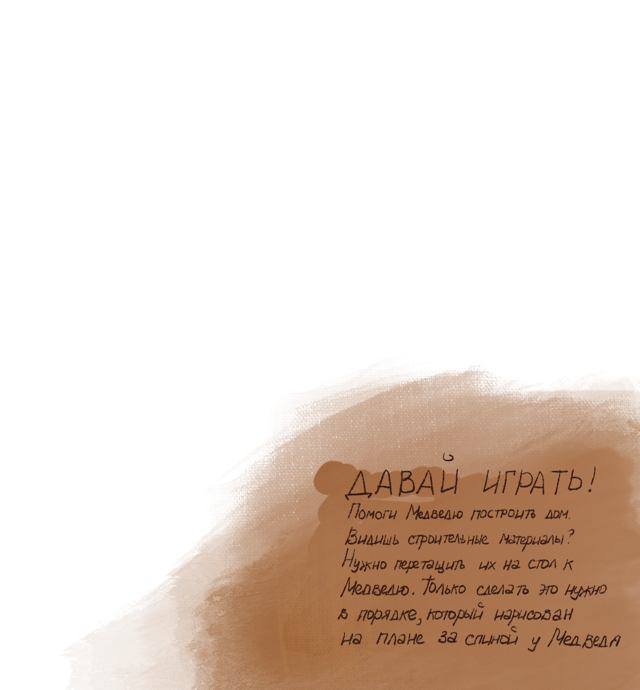 ДАВАЙ ИГРАТЬ!
Помоги Медведю построить дом.
Видишь строительные материалы?
Нужно перетащить их на стол к
Медведю. Только сделать это нужно
в порядке, который нарисован
на плане за спиной у Медведя